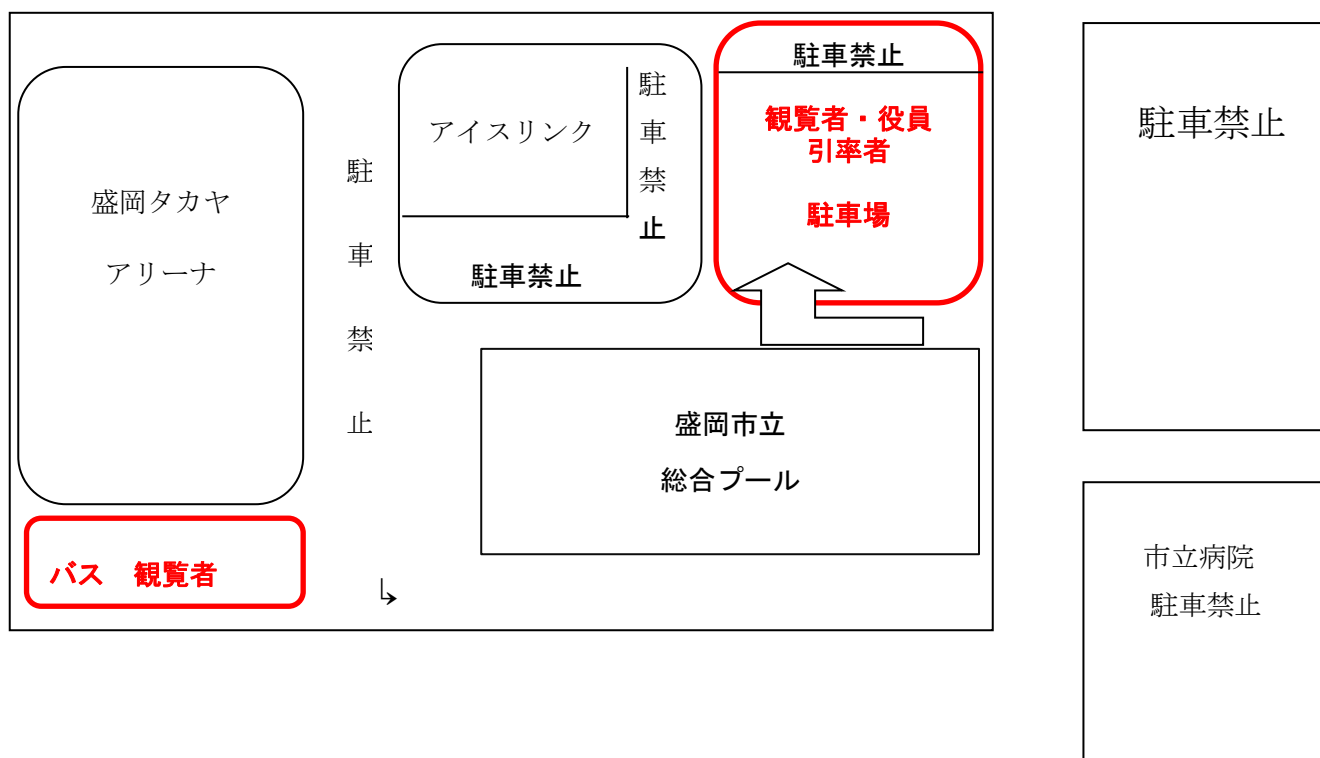 盛岡タカヤ
アリーナ
バス　観覧者
駐車禁止
アイスリンク
駐車禁止
駐車禁止
駐車禁止
観覧者・役員
引率者
駐車場
盛岡市立
総合プール
駐車禁止
市立病院
駐車禁止